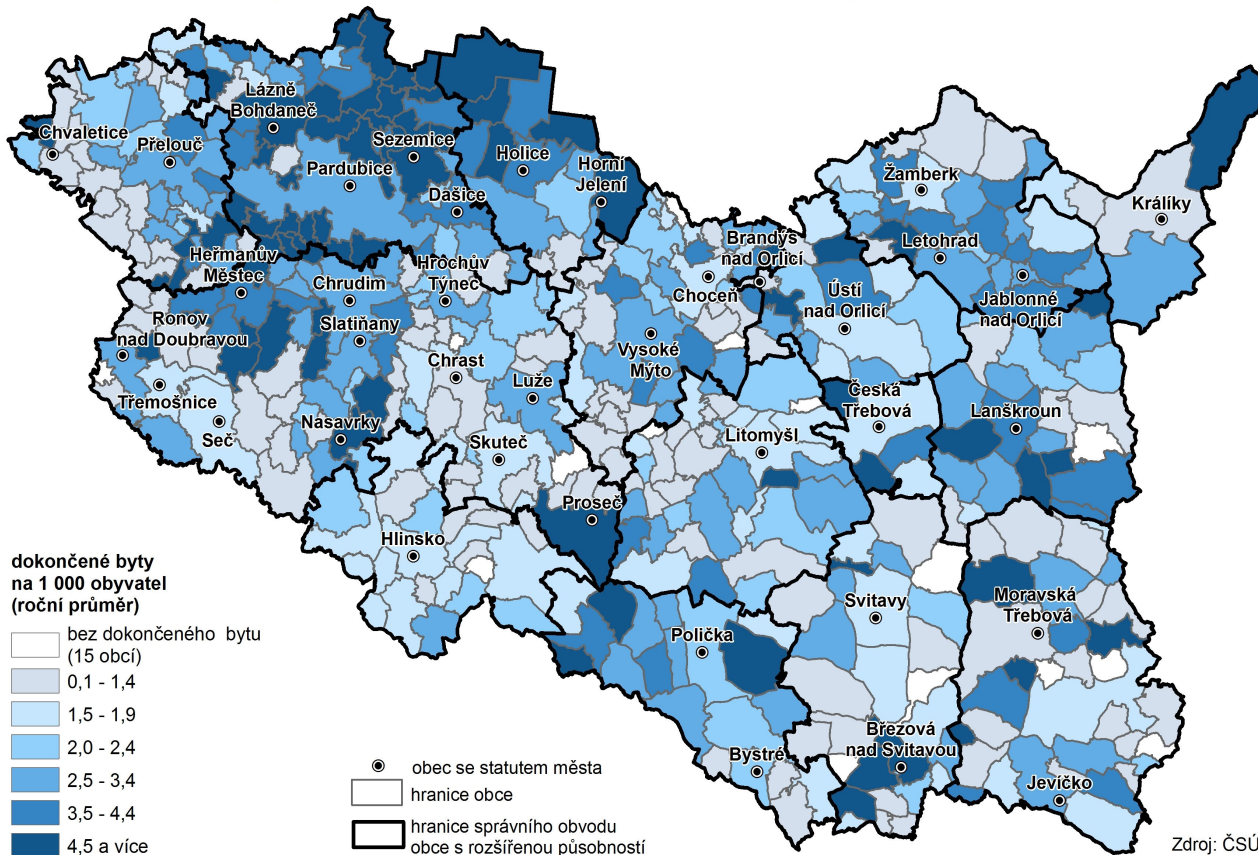 Lázně
Bohdaneč
Chvaletice
Přelouč
Sezemice
Holice
Pardubice
Horní
Jelení
Dašice
Žamberk
Králíky
Heřmanův
Městec
Hrochův
Týnec
Chrudim
Brandýs
nad Orlicí
Letohrad
Choceň
Ústí
nad Orlicí
Jablonné
nad Orlicí
Ronov
nad Doubravou
Slatiňany
Vysoké
Mýto
Chrast
Luže
Třemošnice
Seč
Nasavrky
Česká
Třebová
Lanškroun
Litomyšl
Skuteč
Proseč
Hlinsko
Svitavy
Moravská
Třebová
Polička
Březová
nad Svitavou
Bystré
Jevíčko
dokončené byty
na 1 000 obyvatel
(roční průměr)
bez dokončeného bytu
(15 obcí)
0,1 - 1,4
1,5 - 1,9
2,0 - 2,4
2,5 - 3,4
3,5 - 4,4
4,5 a více
obec se statutem města
hranice obce
hranice správního obvodu
obce s rozšířenou působností
Zdroj: ČSÚ